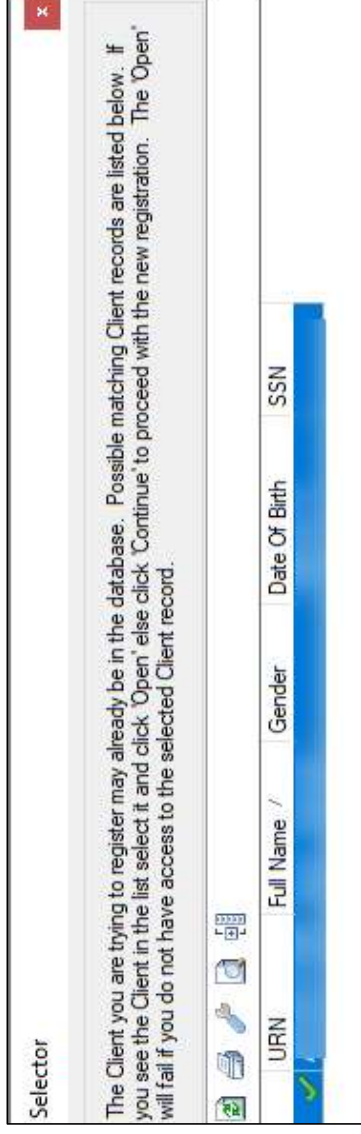 Selector
x
The Client you are trying to register may already be in the database. Possible matching Client records are listed below. If
you see the Client in the list select it and click 'Open' else click 'Continue' to proceed with the new registration. The 'Open'
will fail if you do not have access to the selected Client record.
URN Full Name / Gender Date Of Birth SSN